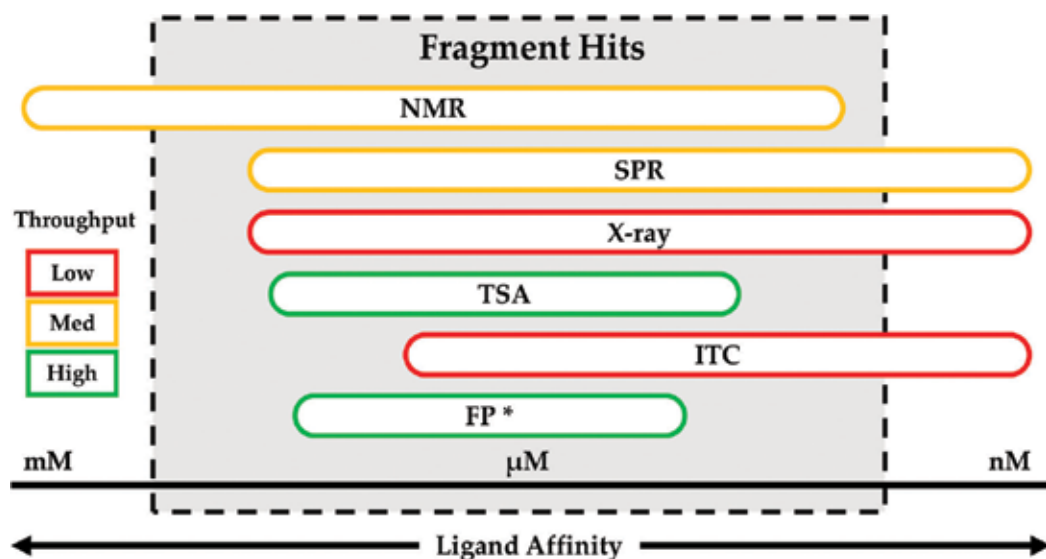 Fragment Hits
NMR
SPR
Throughput
X-ray
Low
TSA
Med
ITC
High
FP *
mM
μM
nM
Ligand Affinity